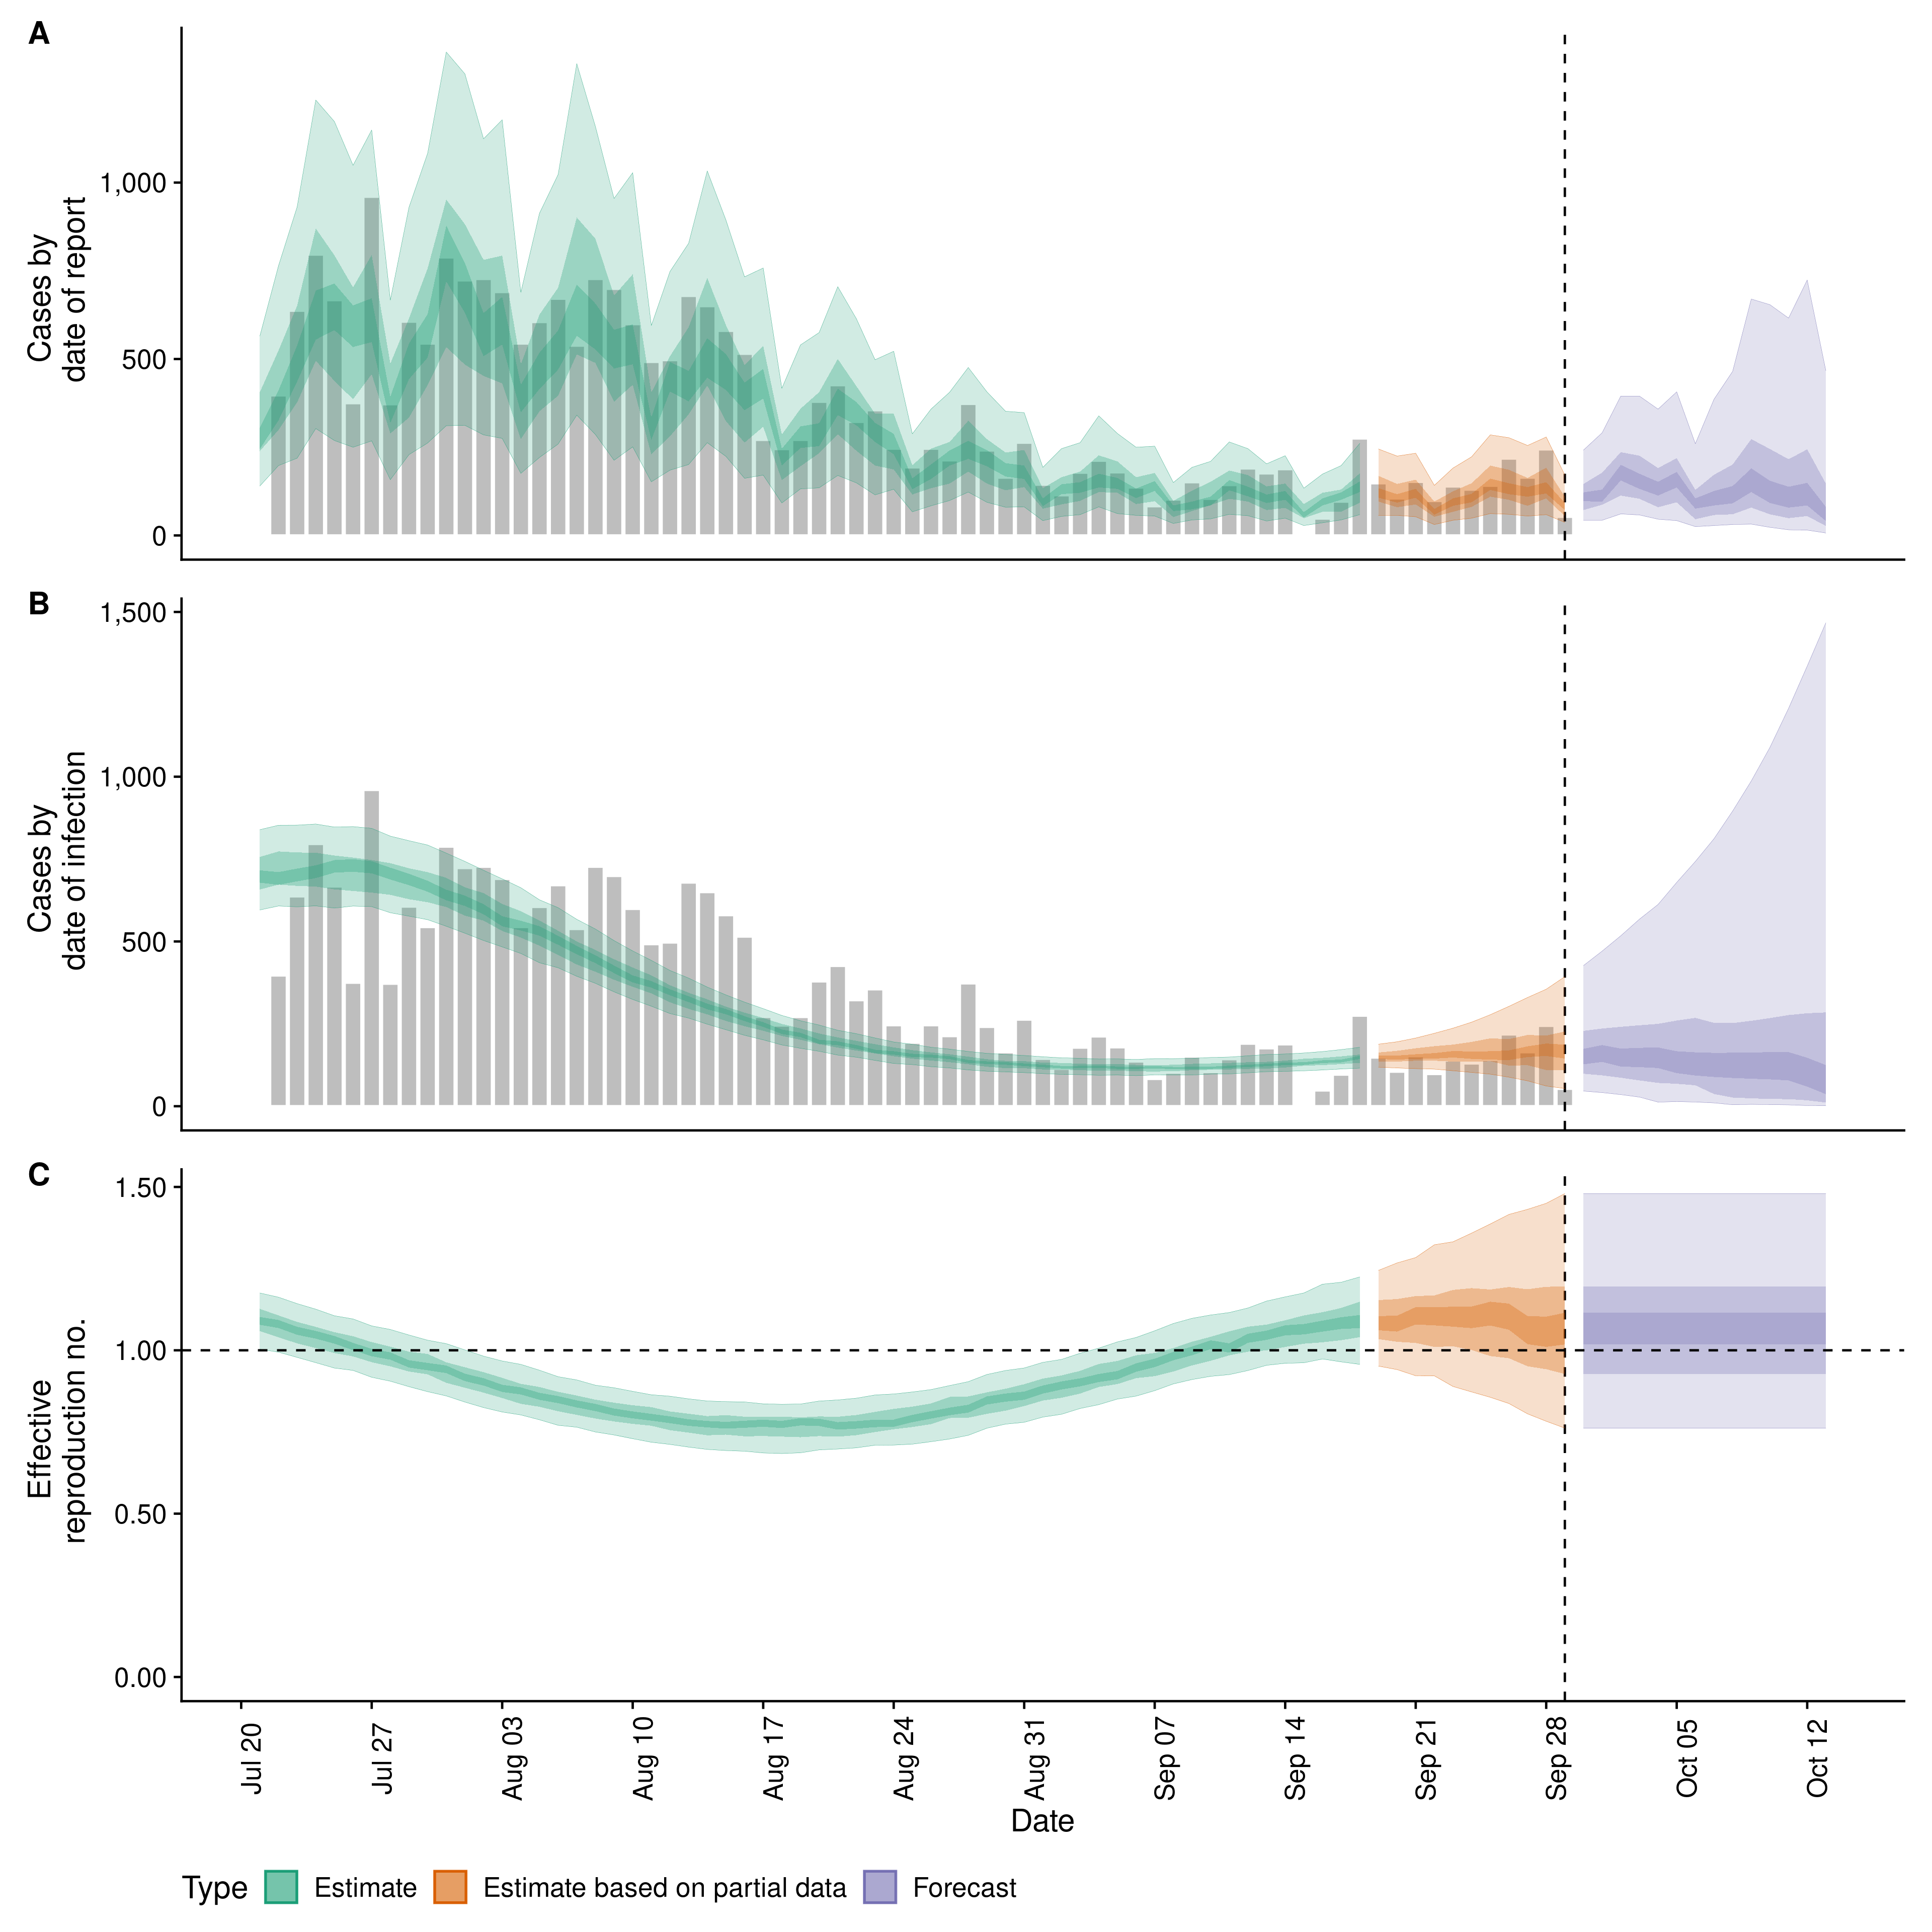 A
Cases by
date of report
1,000
500
0
B
Cases by
date of infection
1,500
1,000
500
0
C
Effective
reproduction no.
1.50
1.00
0.50
0.00
Jul 20
Jul 27
Aug 03
Aug 10
Aug 17
Aug 24
Aug 31
Sep 07
Sep 14
Sep 21
Sep 28
Oct 05
Oct 12
Date
Type
Estimate
Estimate based on partial data
Forecast